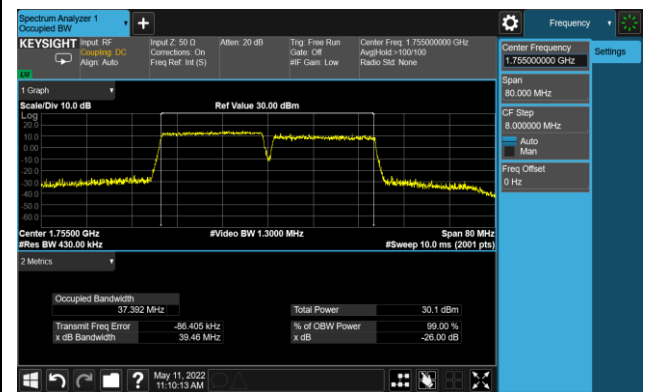 Spectrum Analyzer 1
Occupied BW
Frequency
KEYSIGHT
Input: RF
Coupling: DC
Align: Auto
Input Z: 50 Ω
Corrections: On
Freq Ref: Int (S)
Atten: 20 dB
Trig: Free Run
Gate: Off
#IF Gain: Low
Center Freq: 1.755000000 GHz
Avg|Hold:>100/100
Radio Std: None
Center Frequency
1.755000000 GHz
Settings
Span
80.000 MHz
CF Step
8.000000 MHz
Auto
Man
Freq Offset
0 Hz
1 Graph
Scale/Div 10.0 dB
Ref Value 30.00 dBm
Log
20.0
10.0
0.00
-10.0
-20.0
-30.0
-40.0
-50.0
-60.0
Center 1.75500 GHz
#Video BW 1.3000 MHz
Span 80 MHz
#Res BW 430.00 kHz
#Sweep 10.0 ms (2001 pts)
2 Metrics
Occupied Bandwidth
37.392 MHz
Total Power 30.1 dBm
Transmit Freq Error -86.405 kHz
% of OBW Power 99.00 %
x dB Bandwidth 39.46 MHz
x dB -26.00 dB
May 11, 2022
11:10:13 AM